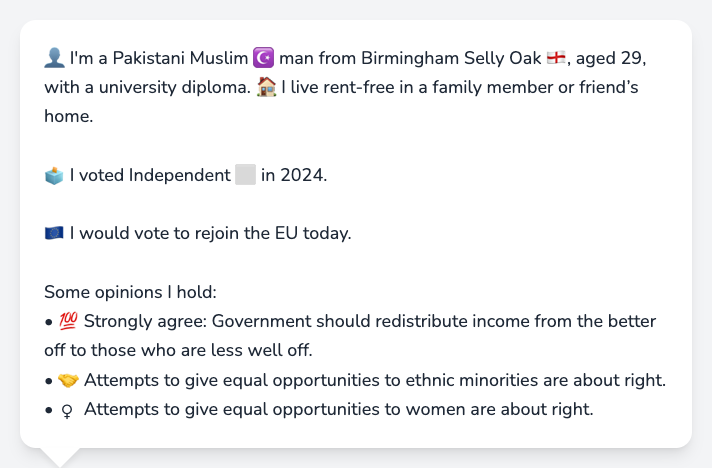 👤 I'm a Pakistani Muslim ☪️ man from Birmingham Selly Oak 🏴󠁧󠁢󠁥󠁮󠁧󠁿, aged 29,
with a university diploma. 🏠 I live rent-free in a family member or friend’s
home.
🗳️ I voted Independent ⬜ in 2024.
🇪🇺 I would vote to rejoin the EU today.
Some opinions I hold:
• 💯 Strongly agree: Government should redistribute income from the better
off to those who are less well off.
• 🤝 Attempts to give equal opportunities to ethnic minorities are about right.
• ♀ Attempts to give equal opportunities to women are about right.